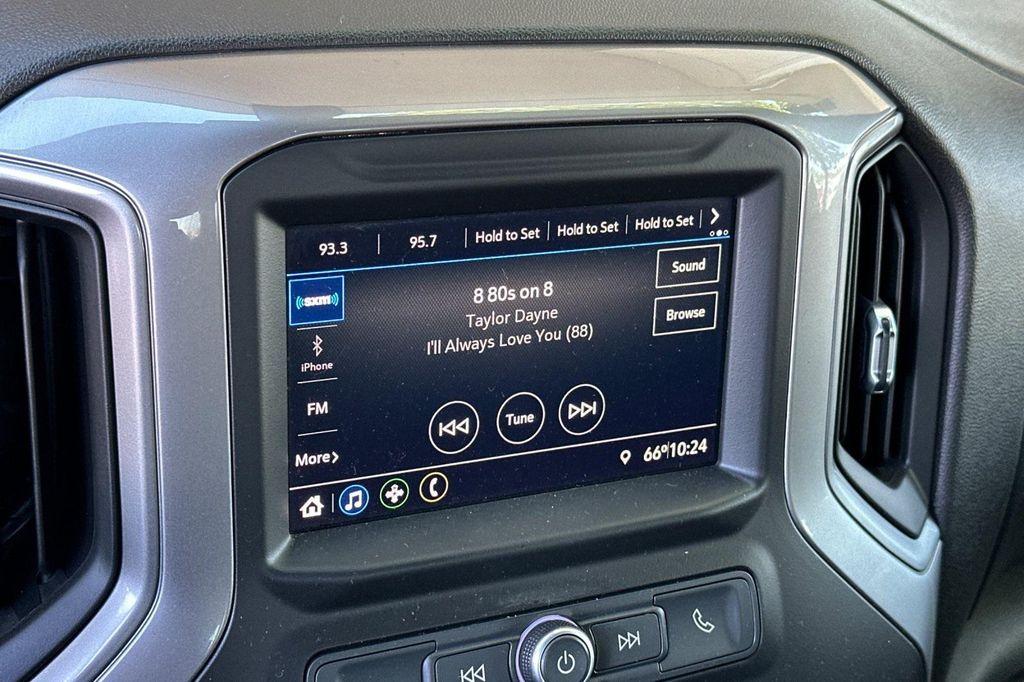 93.3 95.7 Hold to Set Hold to Set Hold to Set
sxm
8 80s on 8
Taylor Dayne
I'll Always Love You (88)
Sound
Browse
iPhone
FM
More
Tune
66° 10:24